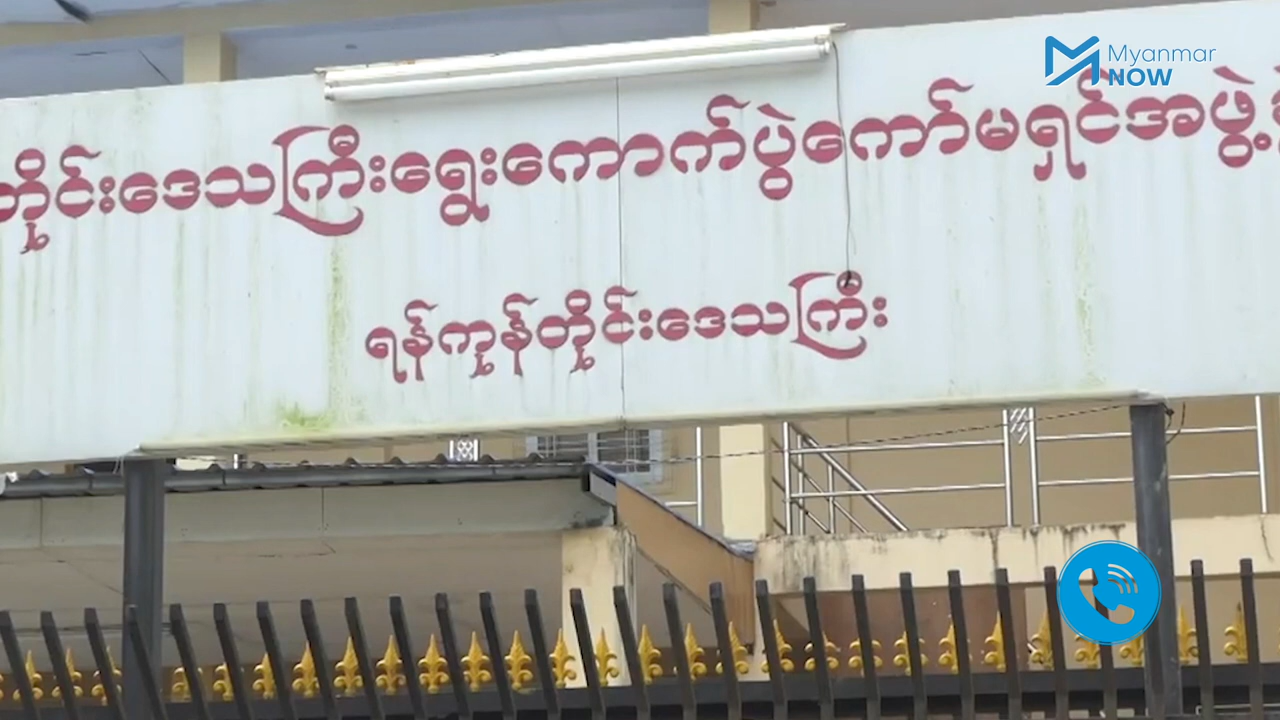 Myanmar
NOW
တိုင်းဒေသကြီးရွေးကောက်ပွဲကော်မရှင်အဖွဲ့
ရန်ကုန်တိုင်းဒေသကြီး